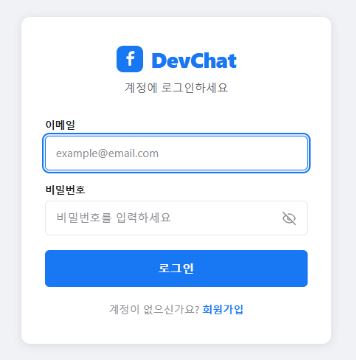 DevChat
계정에 로그인하세요
이메일
example@email.com
비밀번호
비밀번호를 입력하세요
로그인
계정이 없으신가요? 회원가입